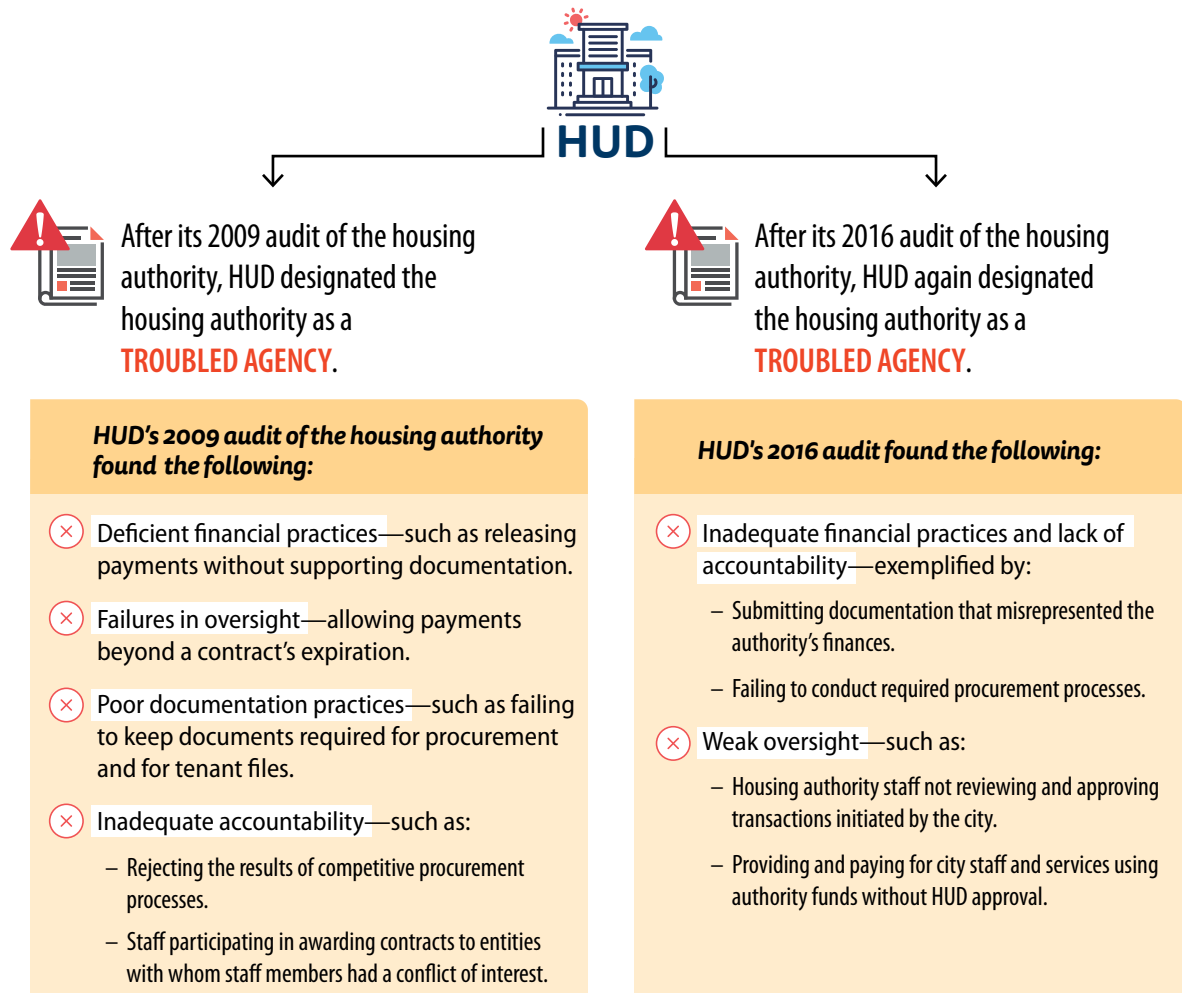 HUD
After its 2009 audit of the housing
authority, HUD designated the
housing authority as a
TROUBLED AGENCY.
HUD's 2009 audit of the housing authority
found the following:
Deficient financial practices—such as releasing
payments without supporting documentation.
Failures in oversight—allowing payments
beyond a contract's expiration.
Poor documentation practices—such as failing
to keep documents required for procurement
and for tenant files.
Inadequate accountability—such as:
– Rejecting the results of competitive procurement
processes.
– Staff participating in awarding contracts to entities
with whom staff members had a conflict of interest.
After its 2016 audit of the housing
authority, HUD again designated
the housing authority as a
TROUBLED AGENCY.
HUD's 2016 audit found the following:
Inadequate financial practices and lack of
accountability—exemplified by:
– Submitting documentation that misrepresented the
authority's finances.
– Failing to conduct required procurement processes.
Weak oversight—such as:
– Housing authority staff not reviewing and approving
transactions initiated by the city.
– Providing and paying for city staff and services using
authority funds without HUD approval.